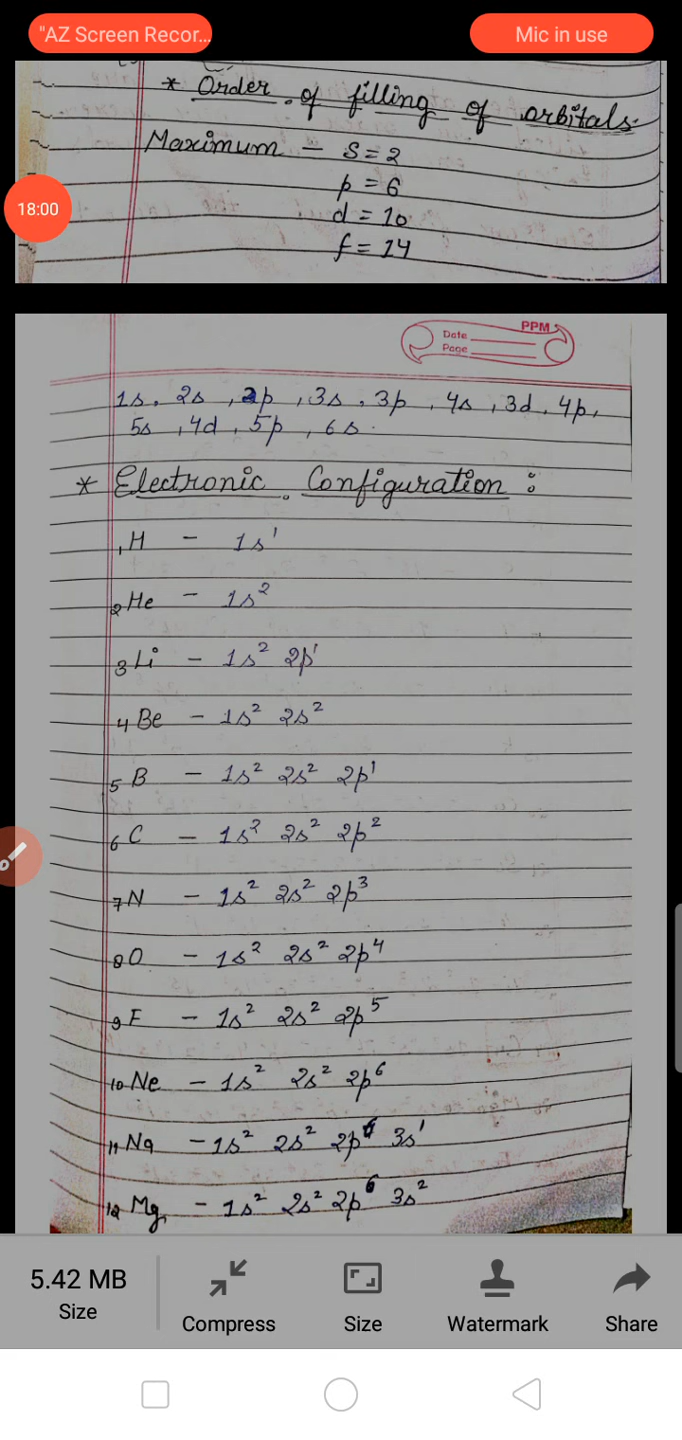 "AZ Screen Recor...
Mic in use
* Order of filling of orbitals:
Maximum - s = 2
p = 6
18:00
d = 10
f = 14
PPM
Date
Page
1s, 2s, 2p, 3s, 3p, 4s, 3d, 4p,
5s, 4d, 5p, 6s.
* Electronic Configuration :
₁H - 1s¹
₂He - 1s²
₃Li - 1s² 2p¹
₄Be - 1s² 2s²
₅B - 1s² 2s² 2p¹
₆C - 1s² 2s² 2p²
₇N - 1s² 2s² 2p³
₈O - 1s² 2s² 2p⁴
₉F - 1s² 2s² 2p⁵
₁₀Ne - 1s² 2s² 2p⁶
₁₁Na - 1s² 2s² 2p⁶ 3s¹
₁₂Mg - 1s² 2s² 2p⁶ 3s²
5.42 MB
Size
Compress
Size
Watermark
Share